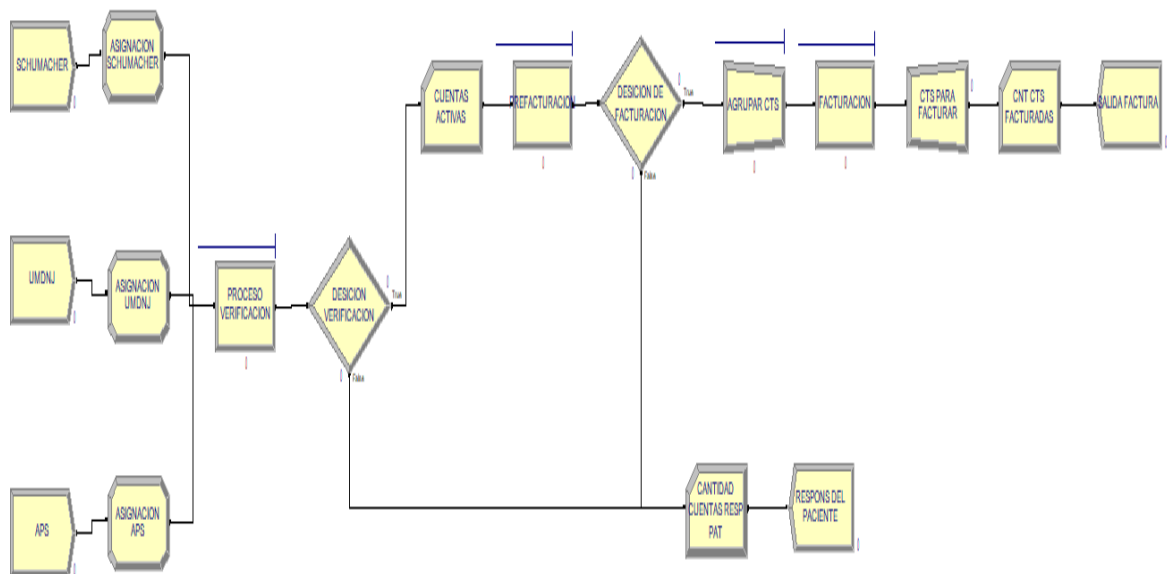 SCHUMACHER
ASIGNACION
SCHUMACHER
CUENTAS
ACTIVAS
PREFACTURACION
DESICION DE
FACTURACION
True
False
AGRUPAR CTS
FACTURACION
CTS PARA
FACTURAR
CNT CTS
FACTURADAS
SALIDA FACTURA
UMDNJ
ASIGNACION
UMDNJ
PROCESO
VERIFICACION
DESICION
VERIFICACION
True
False
APS
ASIGNACION
APS
CANTIDAD
CUENTAS RESP
PAT
RESPONS DEL
PACIENTE